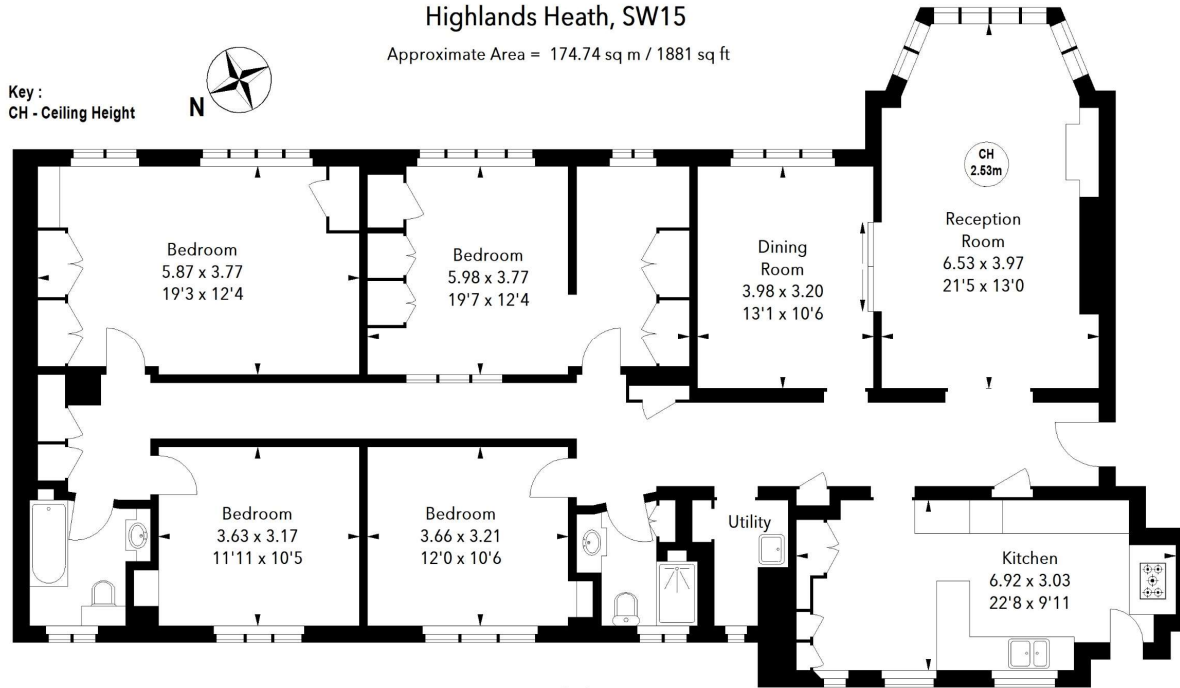 Highlands Heath, SW15
Approximate Area = 174.74 sq m / 1881 sq ft
Key :
CH - Ceiling Height
N
CH
2.53m
Reception
Room
6.53 x 3.97
21'5 x 13'0
Bedroom
5.87 x 3.77
19'3 x 12'4
Bedroom
5.98 x 3.77
19'7 x 12'4
Dining
Room
3.98 x 3.20
13'1 x 10'6
Bedroom
3.63 x 3.17
11'11 x 10'5
Bedroom
3.66 x 3.21
12'0 x 10'6
Utility
Kitchen
6.92 x 3.03
22'8 x 9'11